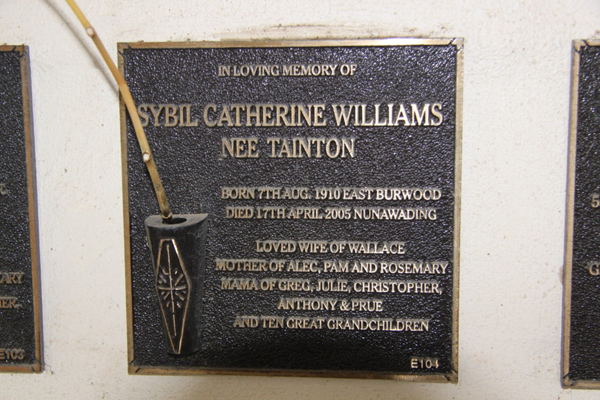 IN LOVING MEMORY OF
SYBIL CATHERINE WILLIAMS
NEE TAINTON
BORN 7TH AUG. 1910 EAST BURWOOD
DIED 17TH APRIL 2005 NUNAWADING
LOVED WIFE OF WALLACE
MOTHER OF ALEC, PAM AND ROSEMARY
MAMA OF GREG, JULIE, CHRISTOPHER,
ANTHONY & PRUE
AND TEN GREAT GRANDCHILDREN
E104
E103